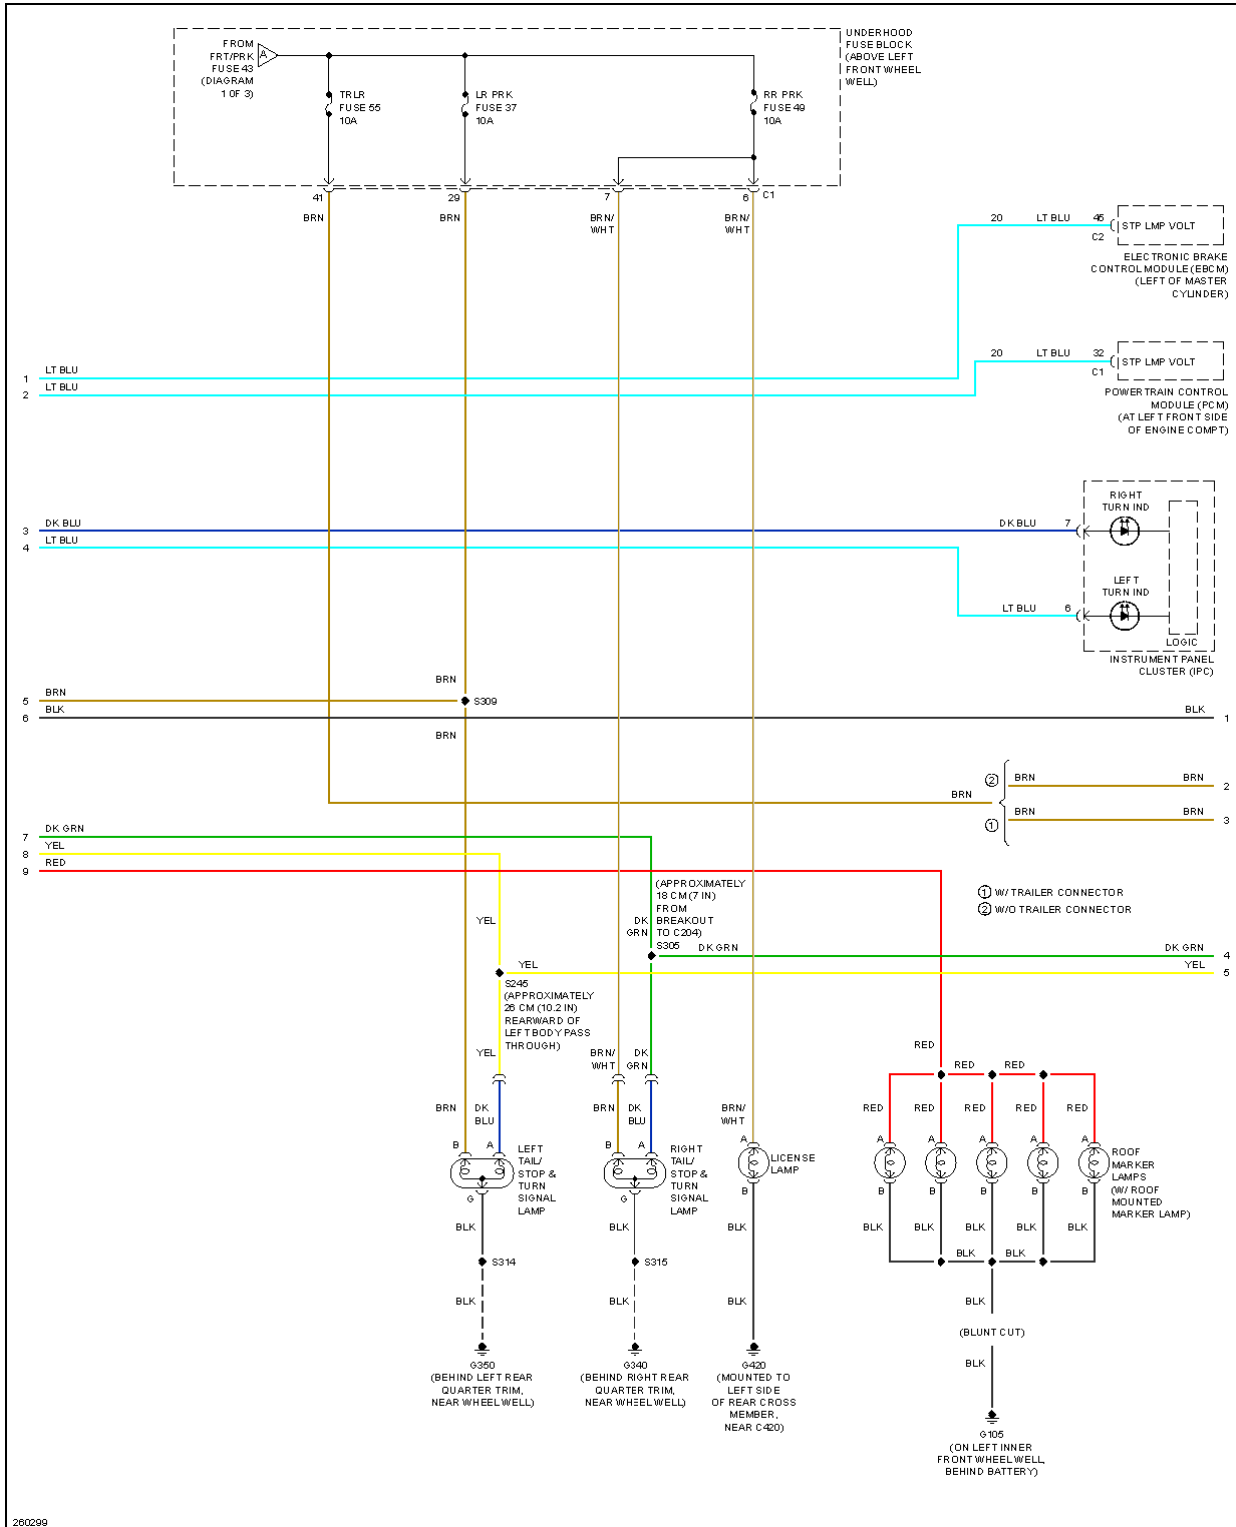 FROM
FRT/PRK
FUSE 43
(DIAGRAM
1 OF 3)
A
TRLR
FUSE 55
10A
LR PRK
FUSE 37
10A
RR PRK
FUSE 49
10A
UNDERHOOD
FUSE BLOCK
(ABOVE LEFT
FRONT WHEEL
WELL)
41
29
7
6
C1
BRN
BRN
BRN/
WHT
BRN/
WHT
20 LT BLU 45
C2
STP LMP VOLT
ELECTRONIC BRAKE
CONTROL MODULE (EBCM)
(LEFT OF MASTER
CYLINDER)
20 LT BLU 32
C1
STP LMP VOLT
POWERTRAIN CONTROL
MODULE (PCM)
(AT LEFT FRONT SIDE
OF ENGINE COMPT)
1 LT BLU
2 LT BLU
RIGHT
TURN IND
3 DK BLU
DK BLU 7
4 LT BLU
LEFT
TURN IND
LT BLU 6
LOGIC
INSTRUMENT PANEL
CLUSTER (IPC)
BRN
5 BRN
S309
6 BLK
BLK 1
BRN
2 BRN BRN 2
BRN
1 BRN BRN 3
7 DK GRN
8 YEL
9 RED
1 W/ TRAILER CONNECTOR
2 W/O TRAILER CONNECTOR
(APPROXIMATELY
18 CM (7 IN)
FROM
BREAKOUT
TO C204)
S305
YEL
DK
GRN
DK GRN
DK GRN 4
YEL
YEL 5
S245
(APPROXIMATELY
26 CM (10.2 IN)
REARWARD OF
LEFT BODY PASS
THROUGH)
YEL
BRN/
WHT
DK
GRN
RED
RED RED
BRN
DK
BLU
BRN
DK
BLU
BRN/
WHT
RED RED RED RED RED
B A
LEFT
TAIL/
STOP &
TURN
SIGNAL
LAMP
G
B A
RIGHT
TAIL/
STOP &
TURN
SIGNAL
LAMP
G
A
LICENSE
LAMP
B
A A A A A
B B B B B
ROOF
MARKER
LAMPS
(W/ ROOF
MOUNTED
MARKER LAMP)
BLK
BLK
BLK
BLK BLK BLK BLK BLK
BLK BLK
S314
S315
BLK
BLK
BLK
BLK
(BLUNT CUT)
BLK
G350
(BEHIND LEFT REAR
QUARTER TRIM,
NEAR WHEEL WELL)
G340
(BEHIND RIGHT REAR
QUARTER TRIM,
NEAR WHEEL WELL)
G420
(MOUNTED TO
LEFT SIDE
OF REAR CROSS
MEMBER,
NEAR C420)
G105
(ON LEFT INNER
FRONT WHEEL WELL,
BEHIND BATTERY)
260299